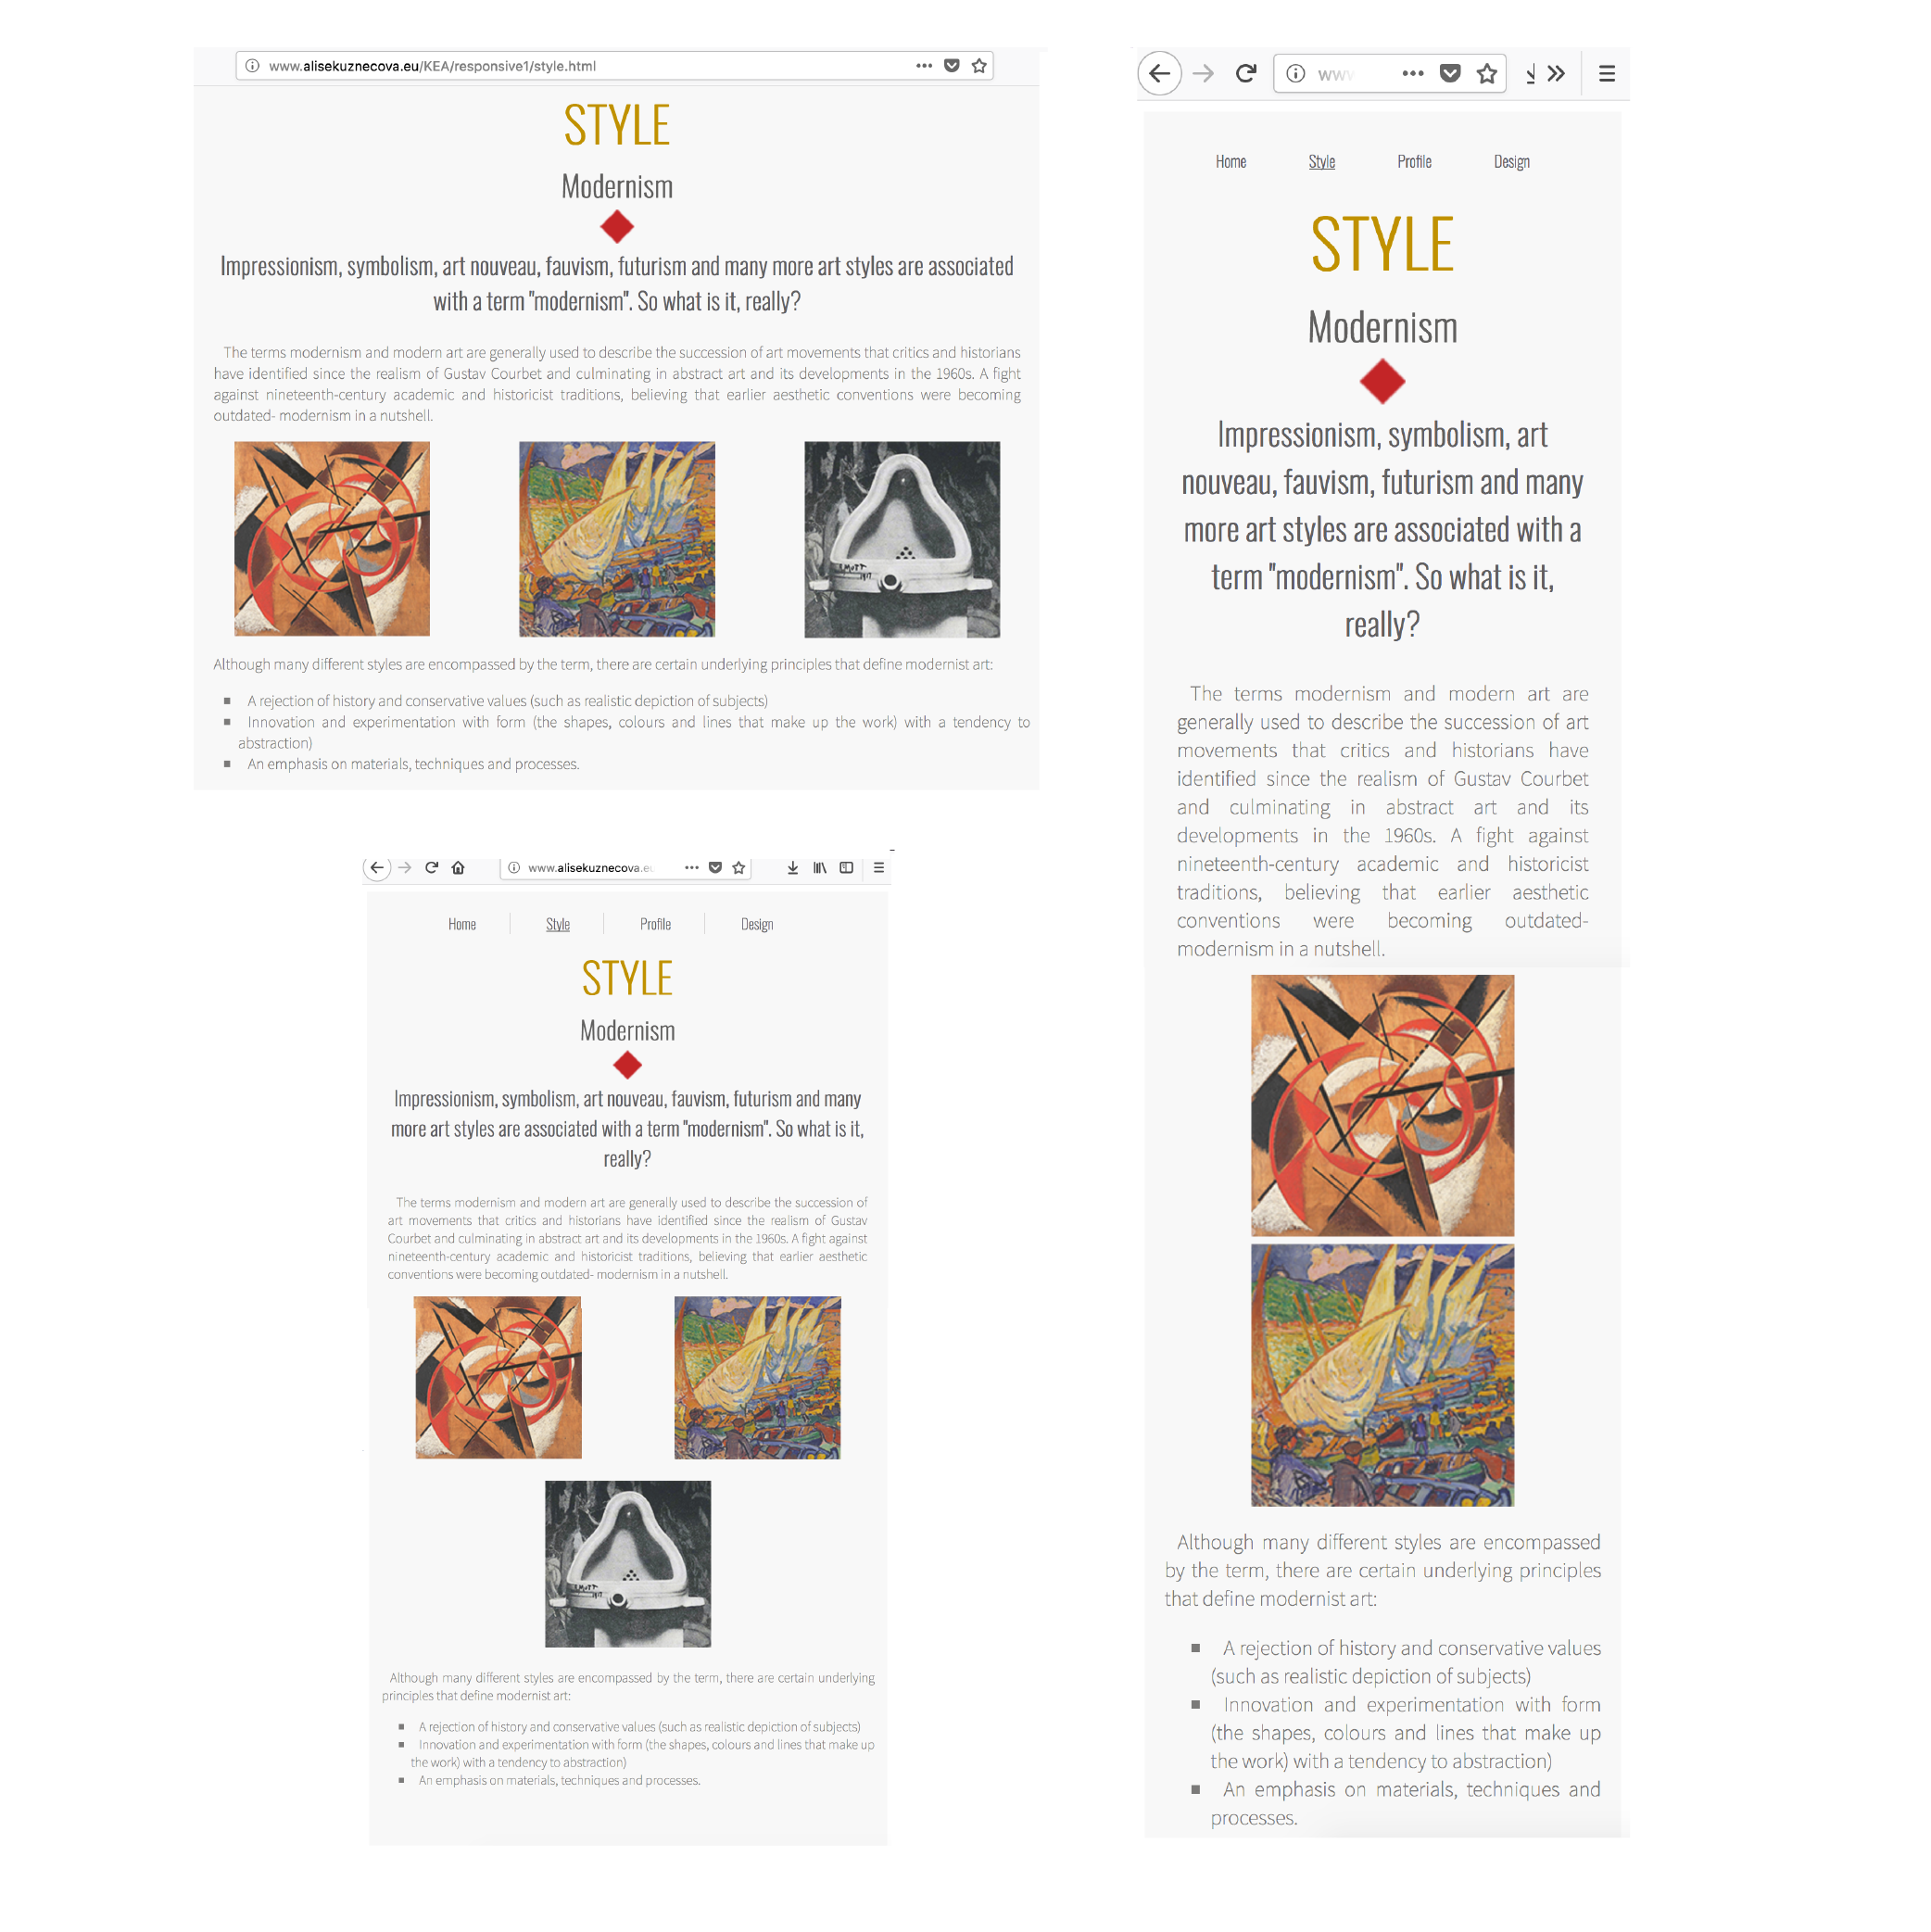 www.alisekuznecova.eu/KEA/responsive1/style.html
STYLE
Modernism
Impressionism, symbolism, art nouveau, fauvism, futurism and many more art styles are associated
with a term "modernism". So what is it, really?
The terms modernism and modern art are generally used to describe the succession of art movements that critics and historians
have identified since the realism of Gustav Courbet and culminating in abstract art and its developments in the 1960s. A fight
against nineteenth-century academic and historicist traditions, believing that earlier aesthetic conventions were becoming
outdated- modernism in a nutshell.
R. MUTT
1917
Although many different styles are encompassed by the term, there are certain underlying principles that define modernist art:
A rejection of history and conservative values (such as realistic depiction of subjects)
Innovation and experimentation with form (the shapes, colours and lines that make up the work) with a tendency to
abstraction)
An emphasis on materials, techniques and processes.
www.alisekuznecova.eu
Home Style Profile Design
STYLE
Modernism
Impressionism, symbolism, art nouveau, fauvism, futurism and many
more art styles are associated with a term "modernism". So what is it,
really?
The terms modernism and modern art are generally used to describe the succession of
art movements that critics and historians have identified since the realism of Gustav
Courbet and culminating in abstract art and its developments in the 1960s. A fight against
nineteenth-century academic and historicist traditions, believing that earlier aesthetic
conventions were becoming outdated- modernism in a nutshell.
R. MUTT
1917
Although many different styles are encompassed by the term, there are certain underlying
principles that define modernist art:
A rejection of history and conservative values (such as realistic depiction of subjects)
Innovation and experimentation with form (the shapes, colours and lines that make up
the work) with a tendency to abstraction)
An emphasis on materials, techniques and processes.
www
Home Style Profile Design
STYLE
Modernism
Impressionism, symbolism, art
nouveau, fauvism, futurism and many
more art styles are associated with a
term "modernism". So what is it,
really?
The terms modernism and modern art are
generally used to describe the succession of art
movements that critics and historians have
identified since the realism of Gustav Courbet
and culminating in abstract art and its
developments in the 1960s. A fight against
nineteenth-century academic and historicist
traditions, believing that earlier aesthetic
conventions were becoming outdated-
modernism in a nutshell.
Although many different styles are encompassed
by the term, there are certain underlying principles
that define modernist art:
A rejection of history and conservative values
(such as realistic depiction of subjects)
Innovation and experimentation with form
(the shapes, colours and lines that make up
the work) with a tendency to abstraction)
An emphasis on materials, techniques and
processes.